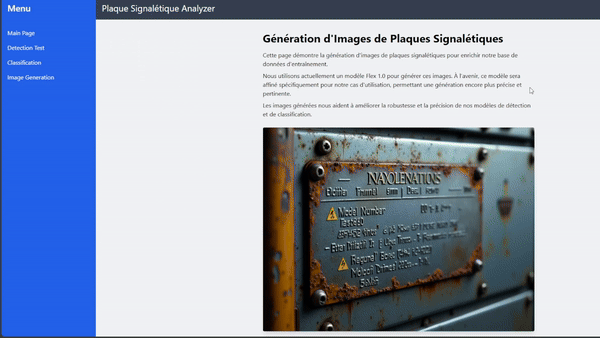 Menu
Plaque Signalétique Analyzer
Main Page
Detection Test
Classification
Image Generation
Génération d'Images de Plaques Signalétiques
Cette page démontre la génération d'images de plaques signalétiques pour enrichir notre base de
données d'entraînement.
Nous utilisons actuellement un modèle Flex 1.0 pour générer ces images. À l'avenir, ce modèle sera
affiné spécifiquement pour notre cas d'utilisation, permettant une génération encore plus précise et
pertinente.
Les images générées nous aident à améliorer la robustesse et la précision de nos modèles de détection
et de classification.
Model Number